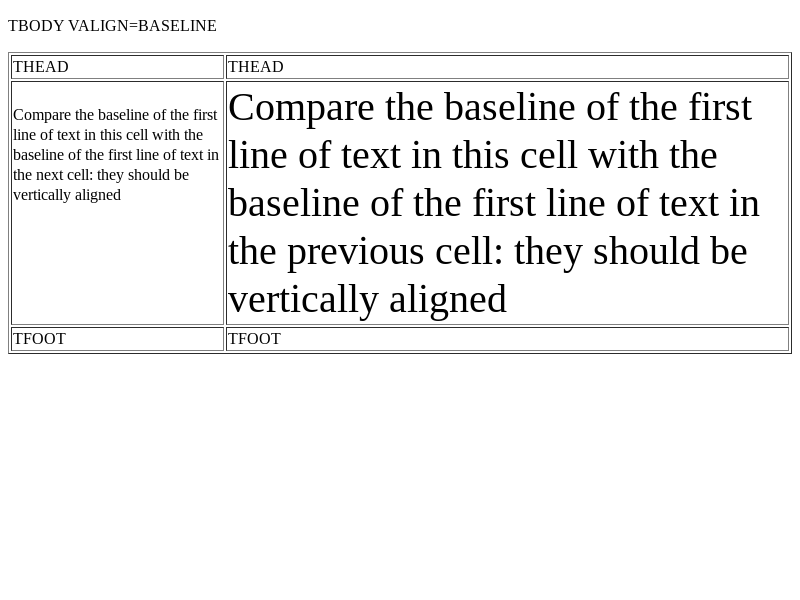 TBODY VALIGN=BASELINE
THEAD
THEAD
Compare the baseline of the first
line of text in this cell with the
baseline of the first line of text in
the next cell: they should be
vertically aligned
Compare the baseline of the first
line of text in this cell with the
baseline of the first line of text in
the previous cell: they should be
vertically aligned
TFOOT
TFOOT